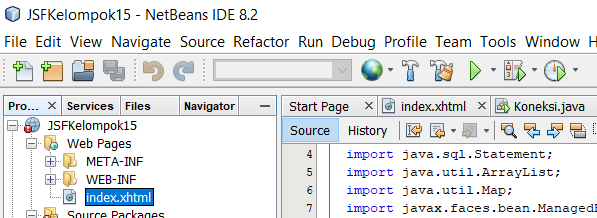 JSFKelompok15 - NetBeans IDE 8.2
File Edit View Navigate Source Refactor Run Debug Profile Team Tools Window H
Pro... Services Files Navigator
Start Page index.xhtml Koneksi.java
JSFKelompok15
Source History
Web Pages
META-INF
WEB-INF
index.xhtml
Source Packages
4 import java.sql.Statement;
5 import java.util.ArrayList;
6 import java.util.Map;
7 import javax.faces.bean.ManagedB